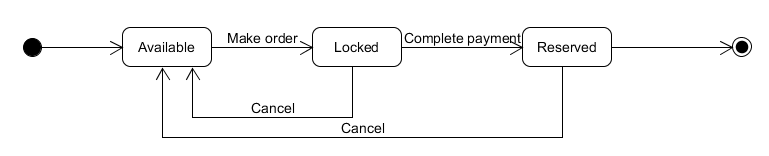 Available
Make order
Locked
Complete payment
Reserved
Cancel
Cancel